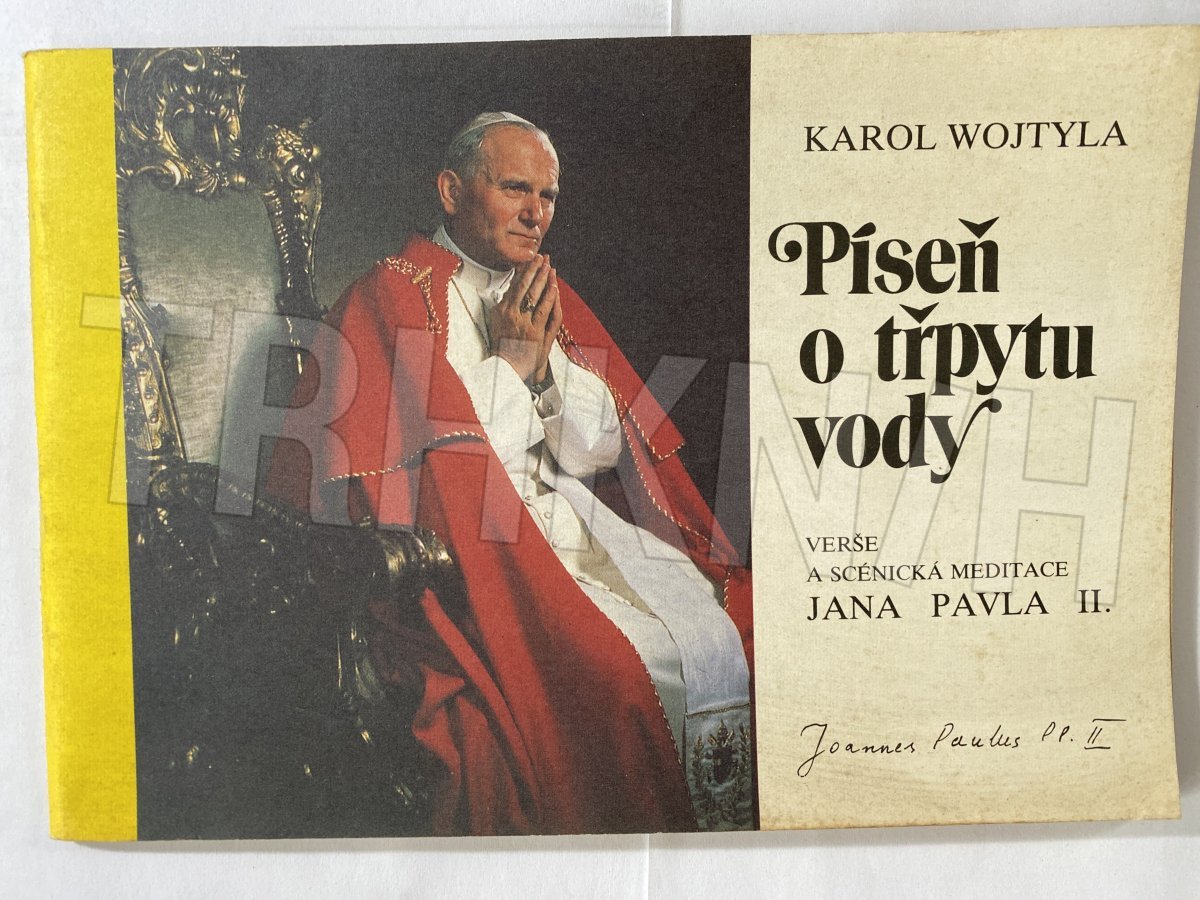 KAROL WOJTYLA
Píseň
o třpytu
vody
VERŠE
A SCÉNICKÁ MEDITACE
JANA PAVLA II.
Joannes Paulus PP. II
TRHKNIH